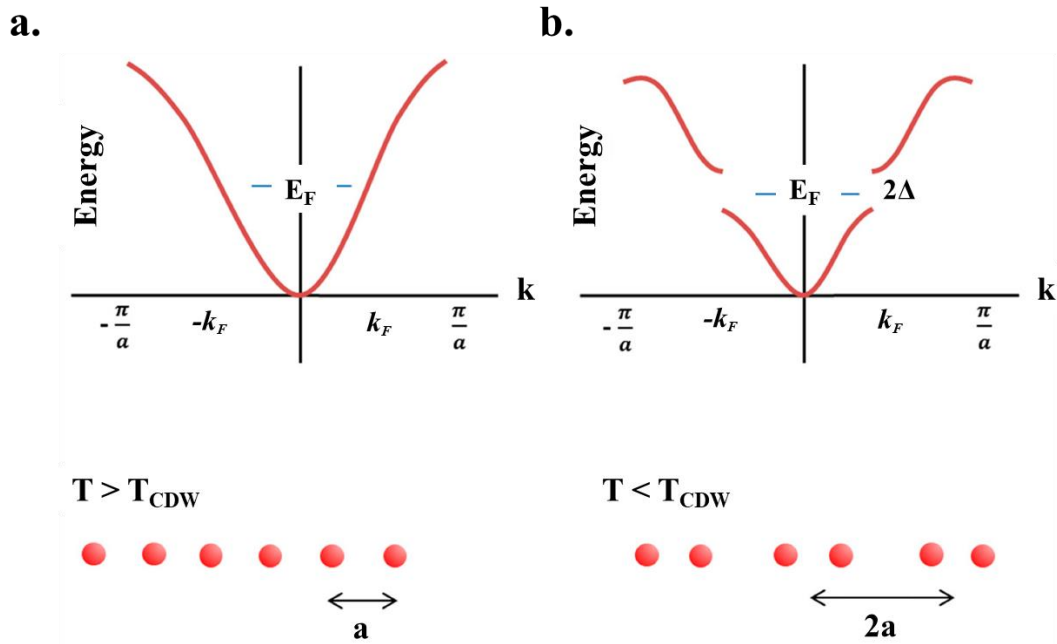 a.
Energy
E_F
k
-π/a
-k_F
k_F
π/a
T > T_CDW
a
b.
Energy
E_F
2Δ
k
-π/a
-k_F
k_F
π/a
T < T_CDW
2a